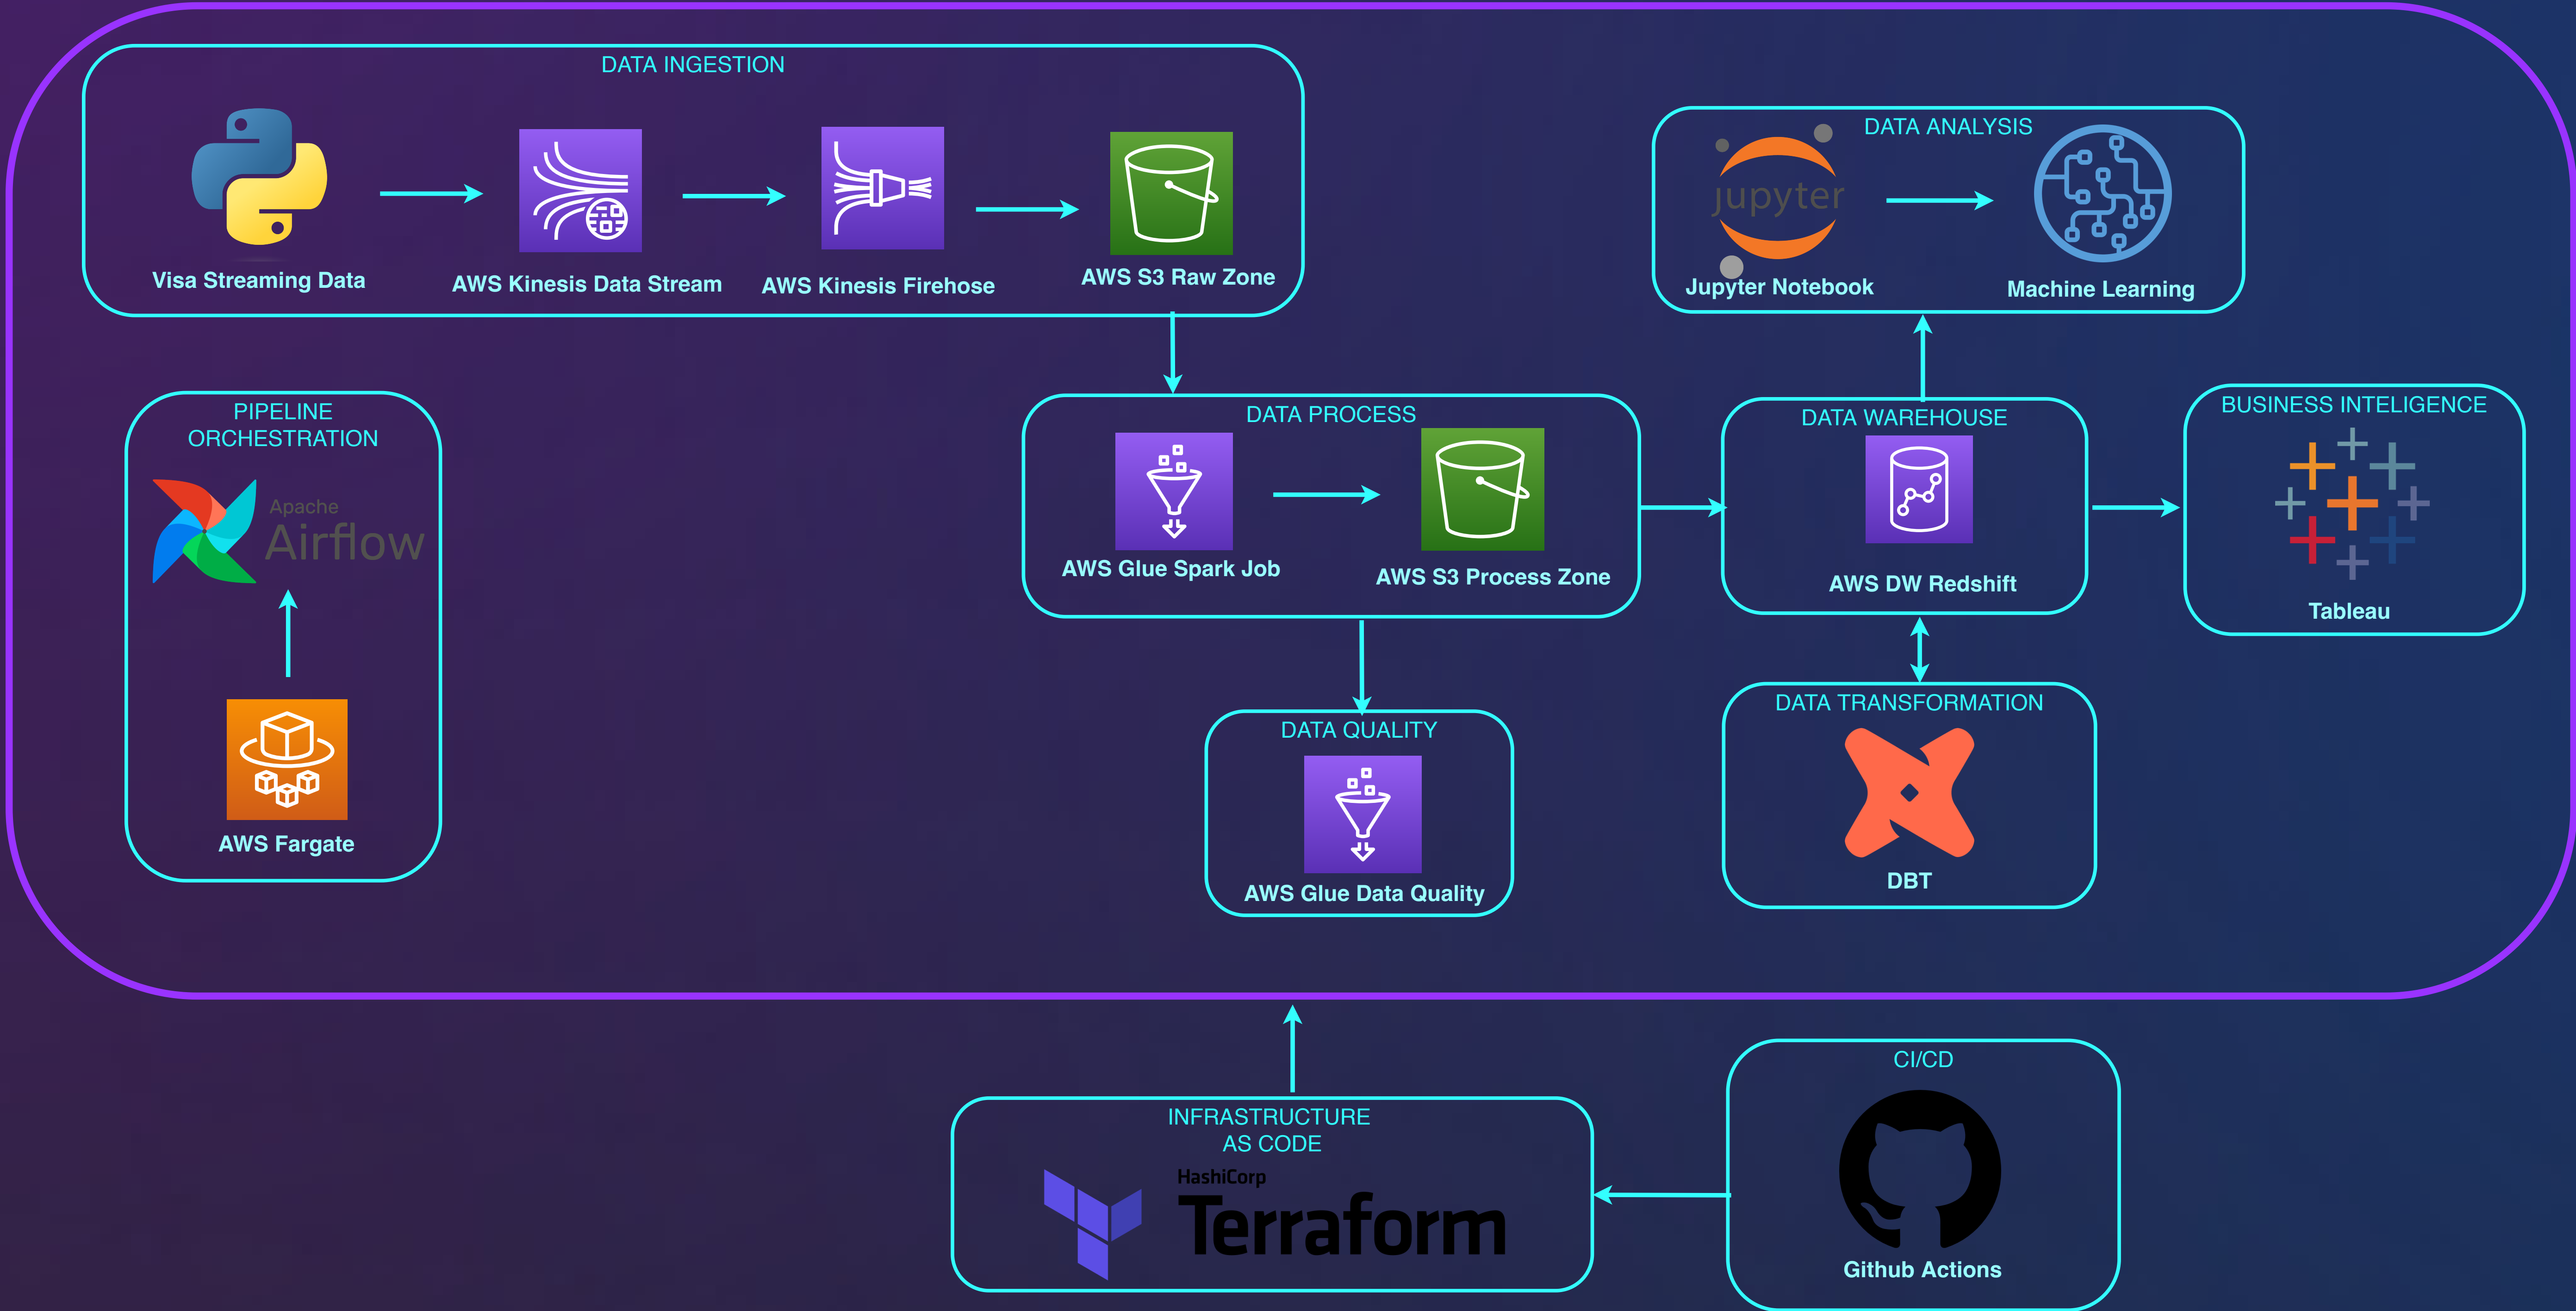 DATA INGESTION
Visa Streaming Data
AWS Kinesis Data Stream
AWS Kinesis Firehose
AWS S3 Raw Zone
DATA ANALYSIS
jupyter
Jupyter Notebook
Machine Learning
PIPELINE
ORCHESTRATION
Apache
Airflow
AWS Fargate
DATA PROCESS
AWS Glue Spark Job
AWS S3 Process Zone
DATA WAREHOUSE
AWS DW Redshift
BUSINESS INTELIGENCE
Tableau
DATA QUALITY
AWS Glue Data Quality
DATA TRANSFORMATION
DBT
INFRASTRUCTURE
AS CODE
HashiCorp
Terraform
CI/CD
Github Actions